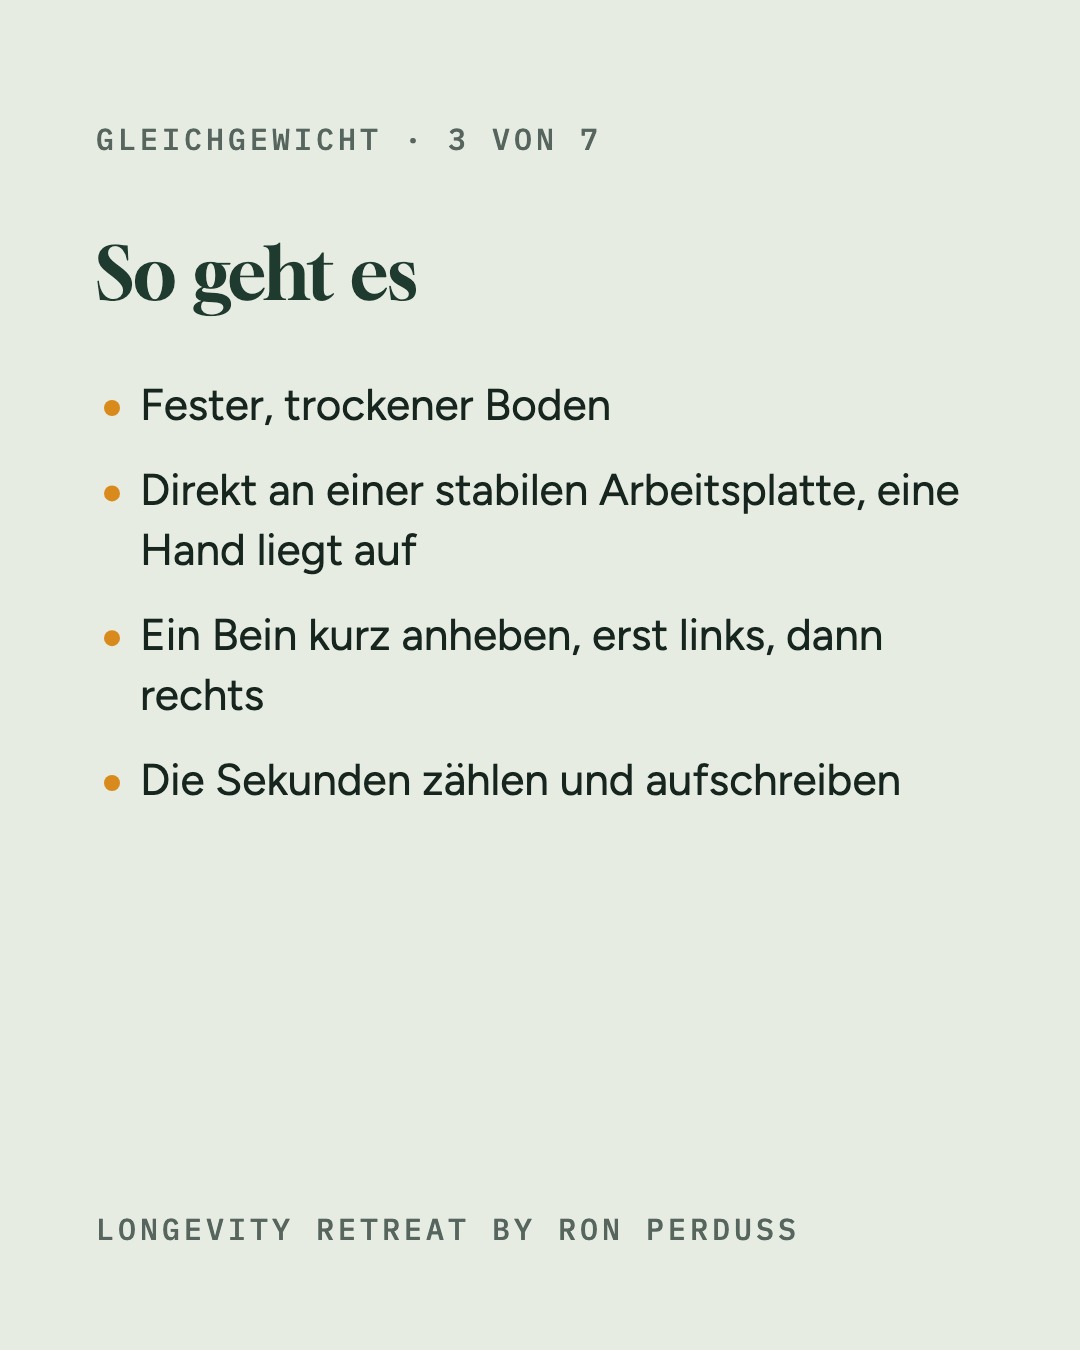 GLEICHGEWICHT · 3 VON 7
So geht es
• Fester, trockener Boden
• Direkt an einer stabilen Arbeitsplatte, eine
Hand liegt auf
• Ein Bein kurz anheben, erst links, dann
rechts
• Die Sekunden zählen und aufschreiben
LONGEVITY RETREAT BY RON PERDUSS